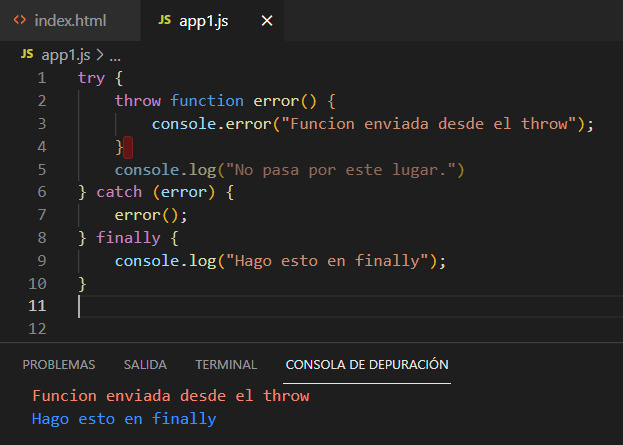 <> index.html JS app1.js ×
JS app1.js > ...
1 try {
2 throw function error() {
3 console.error("Funcion enviada desde el throw");
4 }
5 console.log("No pasa por este lugar.")
6 } catch (error) {
7 error();
8 } finally {
9 console.log("Hago esto en finally");
10 }
11
12
PROBLEMAS SALIDA TERMINAL CONSOLA DE DEPURACIÓN
Funcion enviada desde el throw
Hago esto en finally